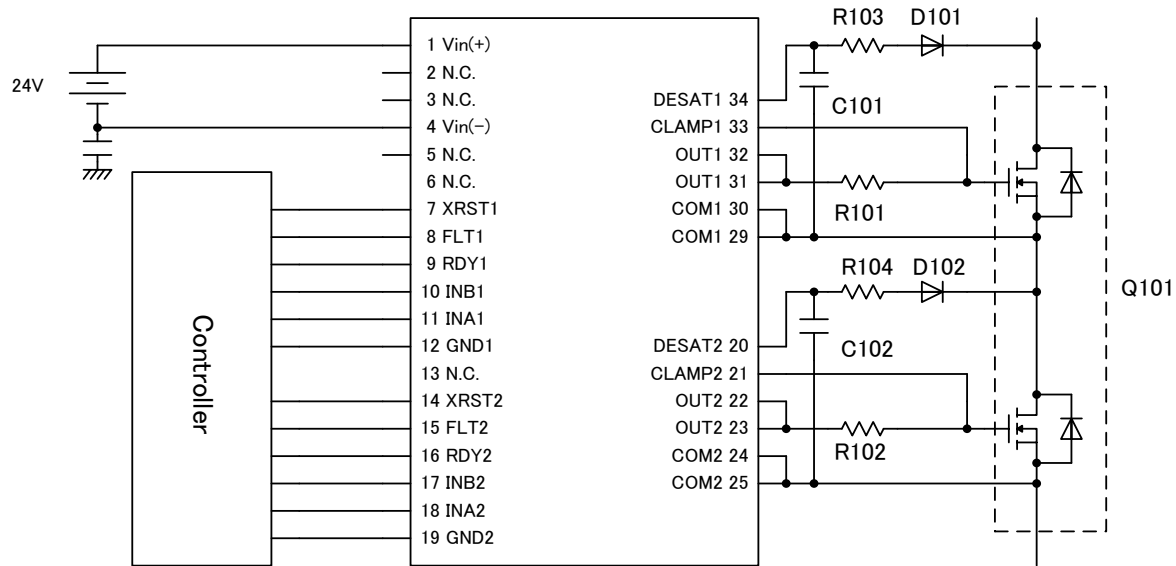 24V
Controller
1 Vin(+)
2 N.C.
3 N.C.
4 Vin(-)
5 N.C.
6 N.C.
7 XRST1
8 FLT1
9 RDY1
10 INB1
11 INA1
12 GND1
13 N.C.
14 XRST2
15 FLT2
16 RDY2
17 INB2
18 INA2
19 GND2
DESAT1 34
CLAMP1 33
OUT1 32
OUT1 31
COM1 30
COM1 29
DESAT2 20
CLAMP2 21
OUT2 22
OUT2 23
COM2 24
COM2 25
R103
D101
C101
R101
R104
D102
C102
R102
Q101